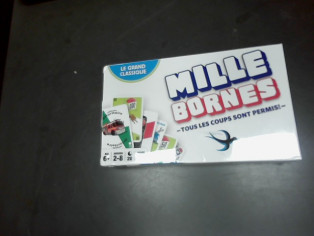 LE GRAND
CLASSIQUE
MILLE
BORNES
–TOUS LES COUPS SONT PERMIS!–
6+ 2-8